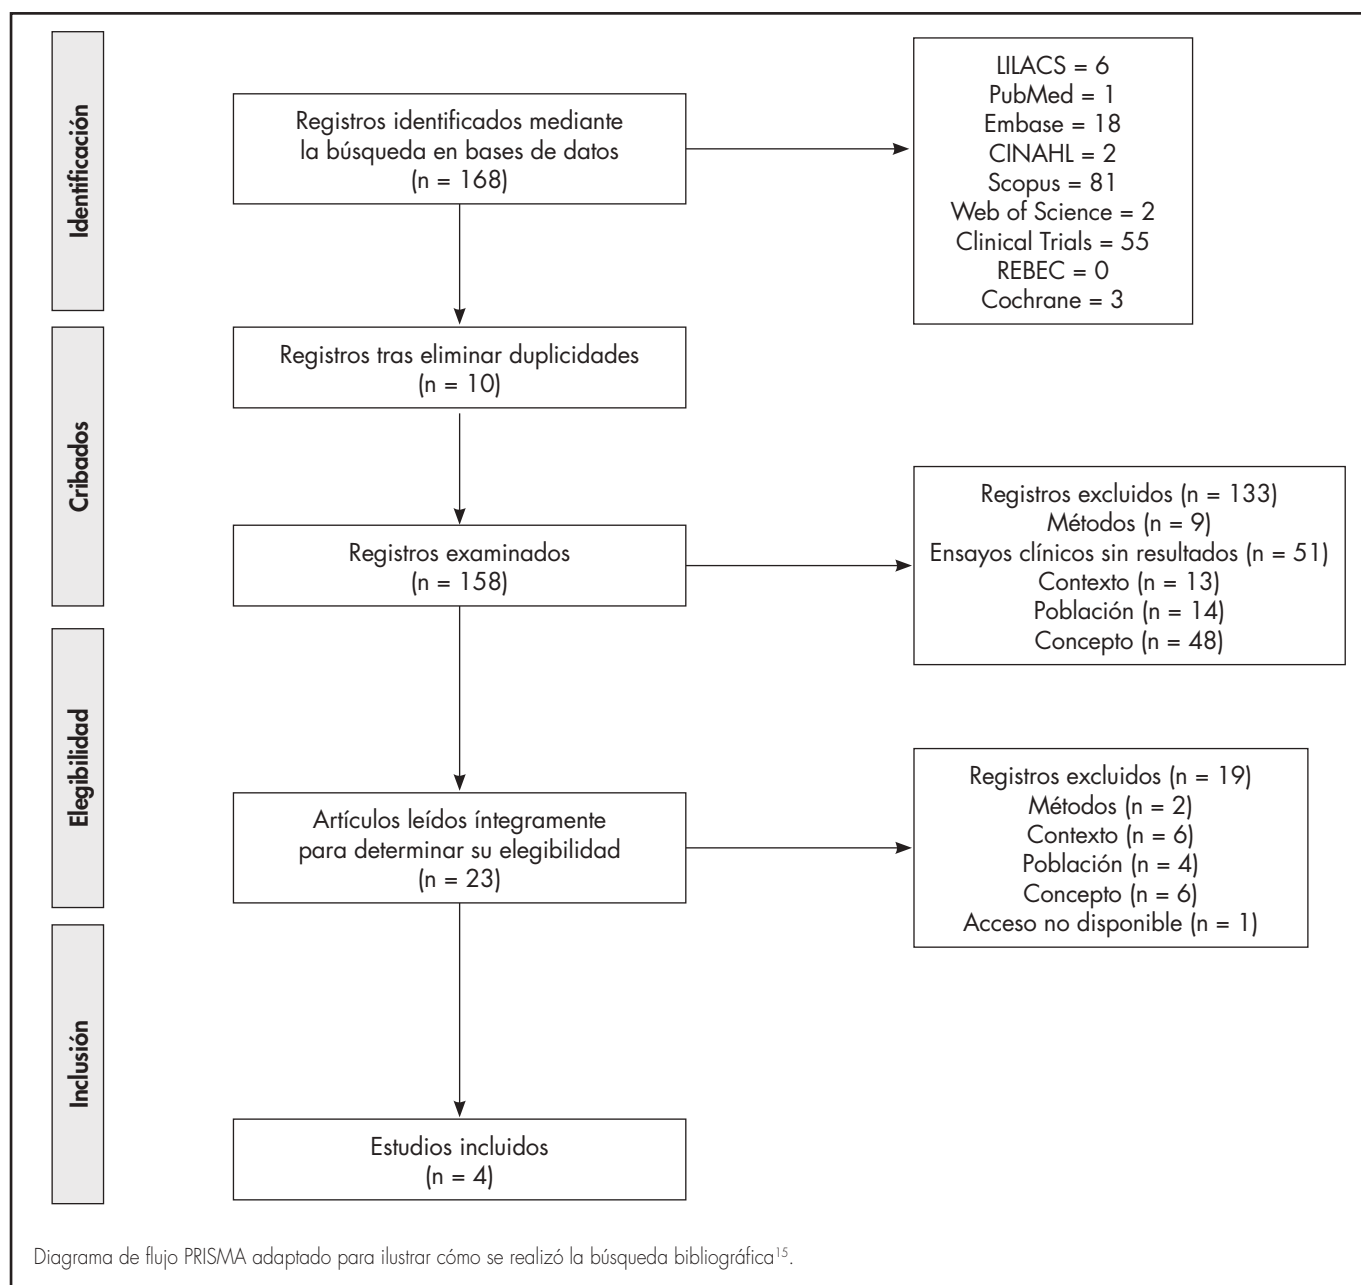 Identificación
Registros identificados mediante
la búsqueda en bases de datos
(n = 168)
LILACS = 6
PubMed = 1
Embase = 18
CINAHL = 2
Scopus = 81
Web of Science = 2
Clinical Trials = 55
REBEC = 0
Cochrane = 3
Cribados
Registros tras eliminar duplicidades
(n = 10)
Registros examinados
(n = 158)
Registros excluidos (n = 133)
Métodos (n = 9)
Ensayos clínicos sin resultados (n = 51)
Contexto (n = 13)
Población (n = 14)
Concepto (n = 48)
Elegibilidad
Artículos leídos íntegramente
para determinar su elegibilidad
(n = 23)
Registros excluidos (n = 19)
Métodos (n = 2)
Contexto (n = 6)
Población (n = 4)
Concepto (n = 6)
Acceso no disponible (n = 1)
Inclusión
Estudios incluidos
(n = 4)
Diagrama de flujo PRISMA adaptado para ilustrar cómo se realizó la búsqueda bibliográfica¹⁵.